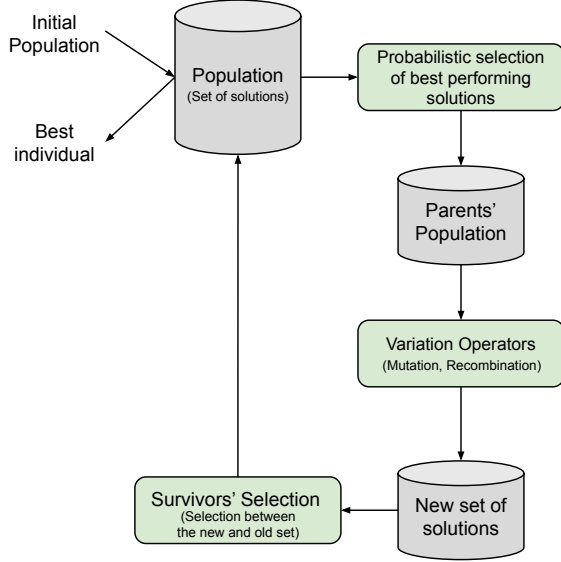 Initial
Population
Best
individual
Population
(Set of solutions)
Probabilistic selection
of best performing
solutions
Parents'
Population
Variation Operators
(Mutation, Recombination)
New set of
solutions
Survivors' Selection
(Selection between
the new and old set)